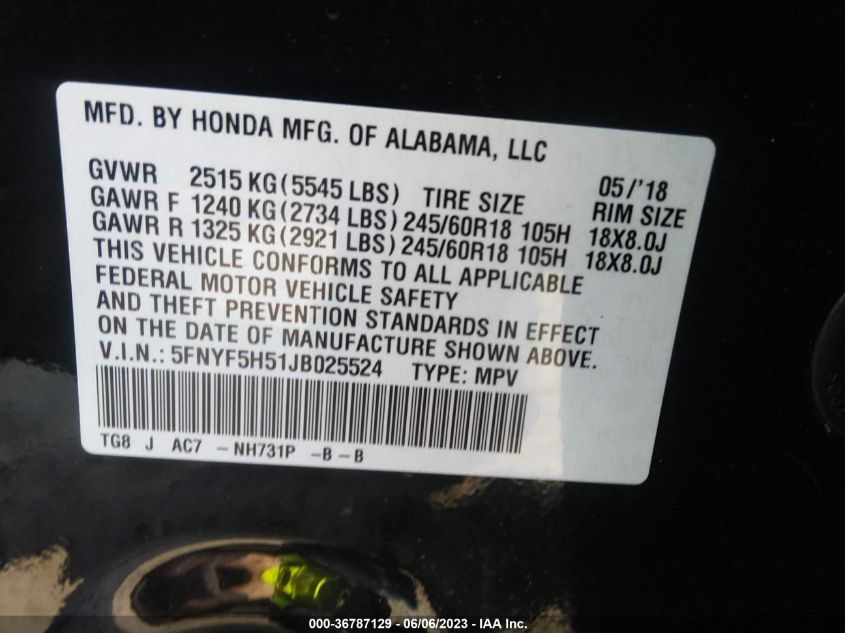 MFD. BY HONDA MFG. OF ALABAMA, LLC
GVWR 2515 KG (5545 LBS) TIRE SIZE 05/'18
GAWR F 1240 KG (2734 LBS) 245/60R18 105H RIM SIZE 18X8.0J
GAWR R 1325 KG (2921 LBS) 245/60R18 105H 18X8.0J
THIS VEHICLE CONFORMS TO ALL APPLICABLE
FEDERAL MOTOR VEHICLE SAFETY
AND THEFT PREVENTION STANDARDS IN EFFECT
ON THE DATE OF MANUFACTURE SHOWN ABOVE.
V.I.N.: 5FNYF5H51JB025524 TYPE: MPV
TG8 J AC7 - NH731P - B - B
000-36787129 - 06/06/2023 - IAAI Inc.